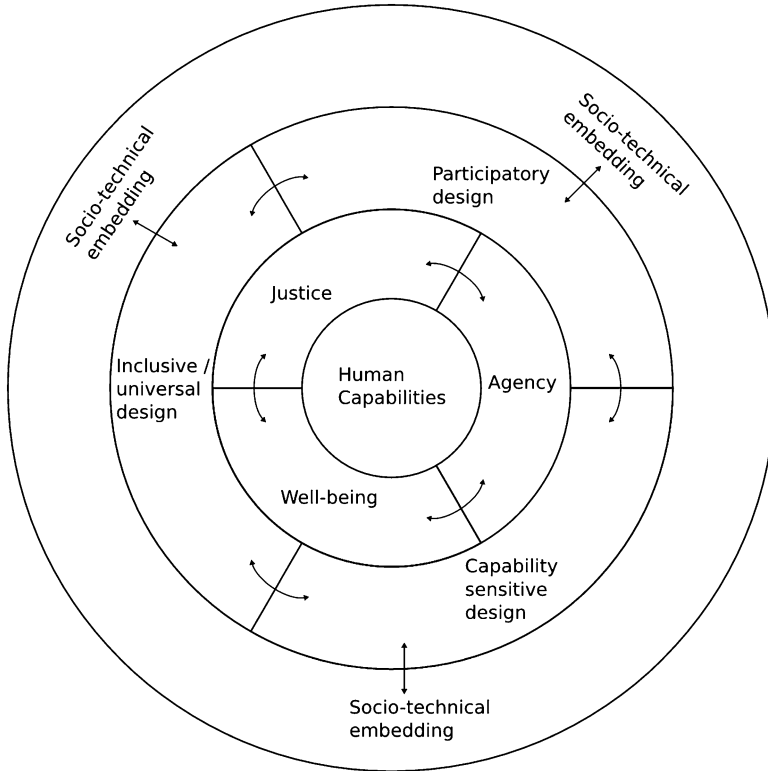 Socio-technical
embedding
Socio-technical
embedding
Participatory
design
Justice
Inclusive /
universal
design
Human
Capabilities
Agency
Well-being
Capability
sensitive
design
Socio-technical
embedding